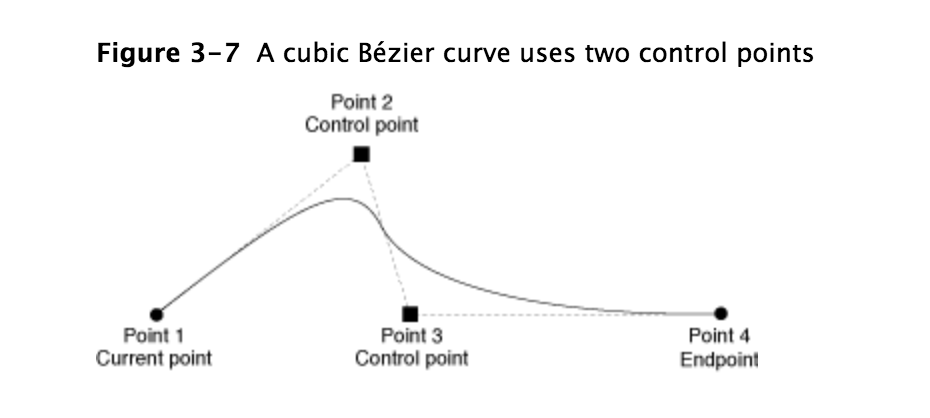 Figure 3-7 A cubic Bézier curve uses two control points
Point 2
Control point
Point 1
Current point
Point 3
Control point
Point 4
Endpoint